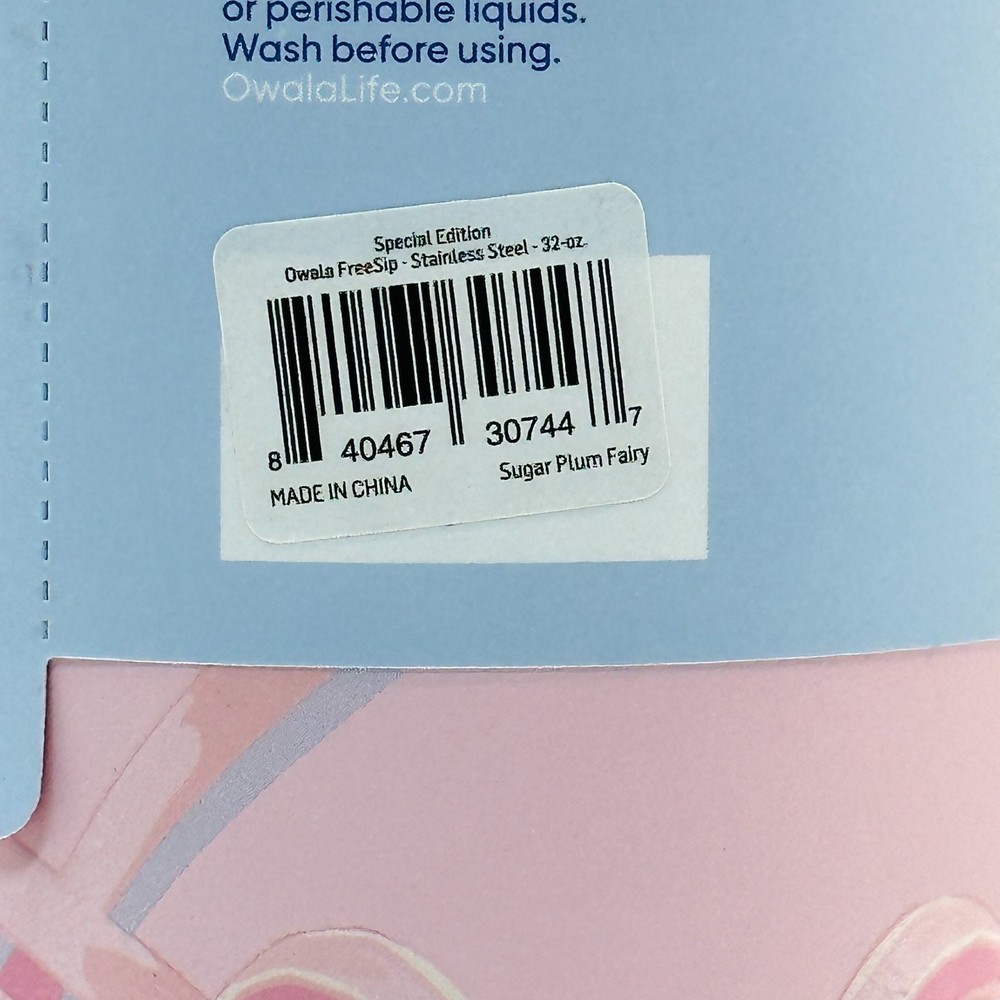 or perishable liquids.
Wash before using.
OwalaLife.com
Special Edition
Owala FreeSip - Stainless Steel - 32-oz.
8 40467 30744 7
MADE IN CHINA
Sugar Plum Fairy